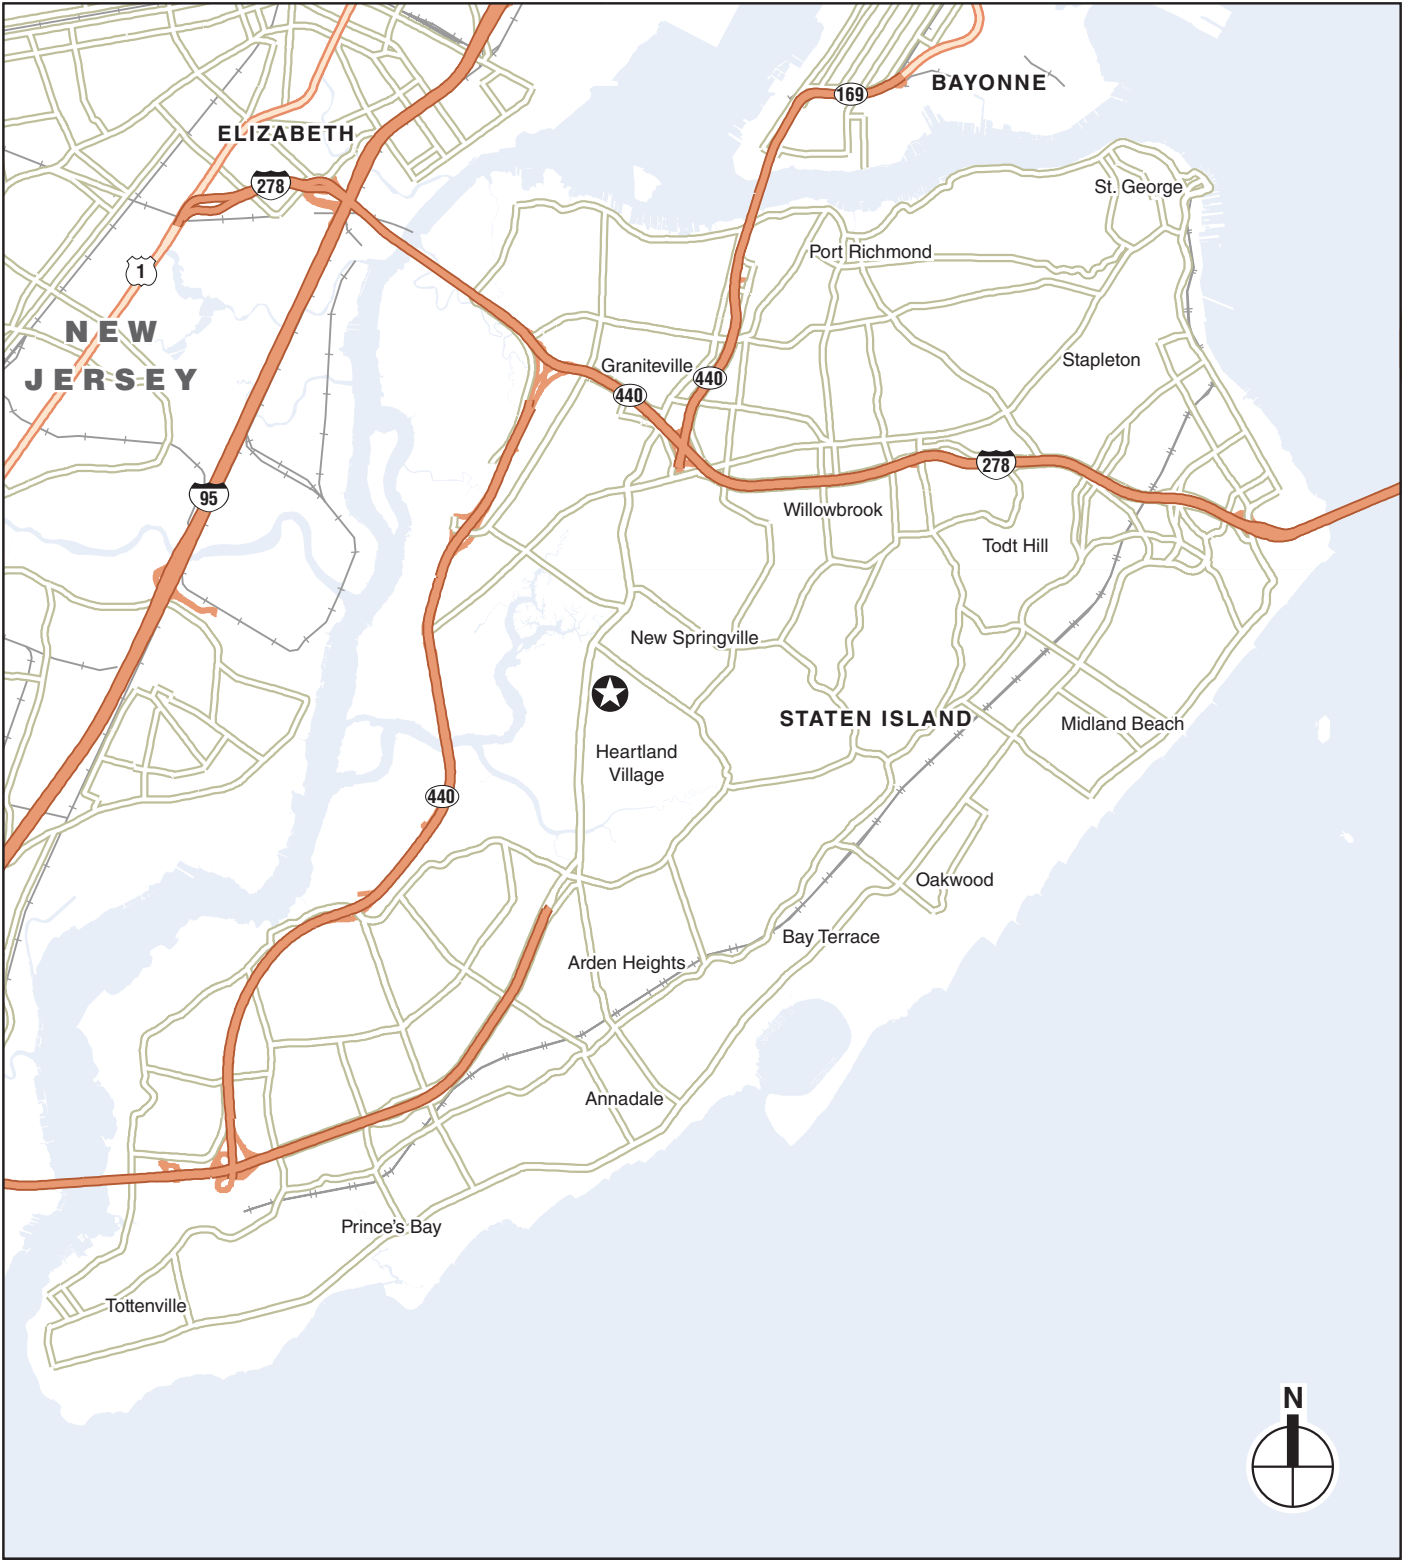 169
BAYONNE
ELIZABETH
278
St. George
Port Richmond
1
NEW
JERSEY
Graniteville
Stapleton
440
440
278
95
Willowbrook
Todt Hill
New Springville
STATEN ISLAND
Midland Beach
Heartland
Village
440
Oakwood
Bay Terrace
Arden Heights
Annadale
Prince's Bay
Tottenville
N